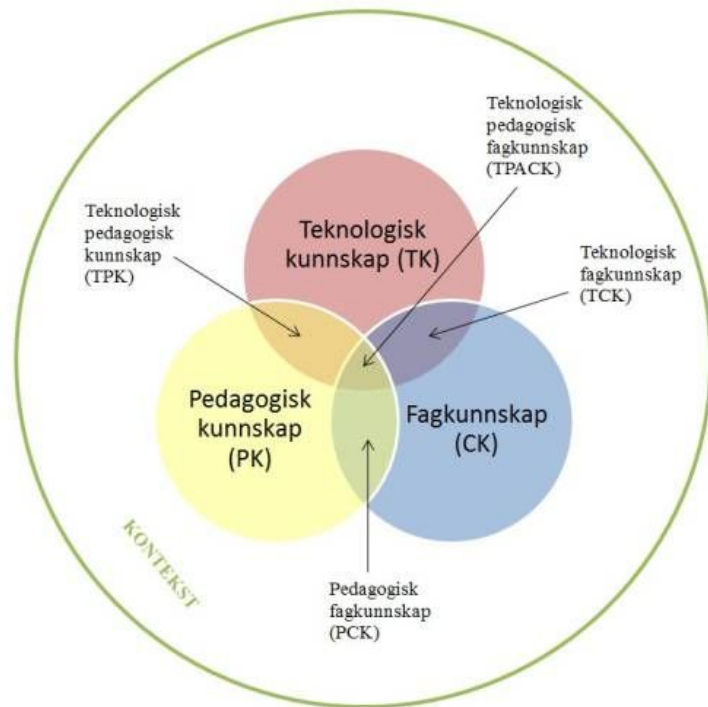 Teknologisk
pedagogisk
fagkunnskap
(TPACK)
Teknologisk
pedagogisk
kunnskap
(TPK)
Teknologisk
kunnskap (TK)
Teknologisk
fagkunnskap
(TCK)
Pedagogisk
kunnskap
(PK)
Fagkunnskap
(CK)
KONTEKST
Pedagogisk
fagkunnskap
(PCK)